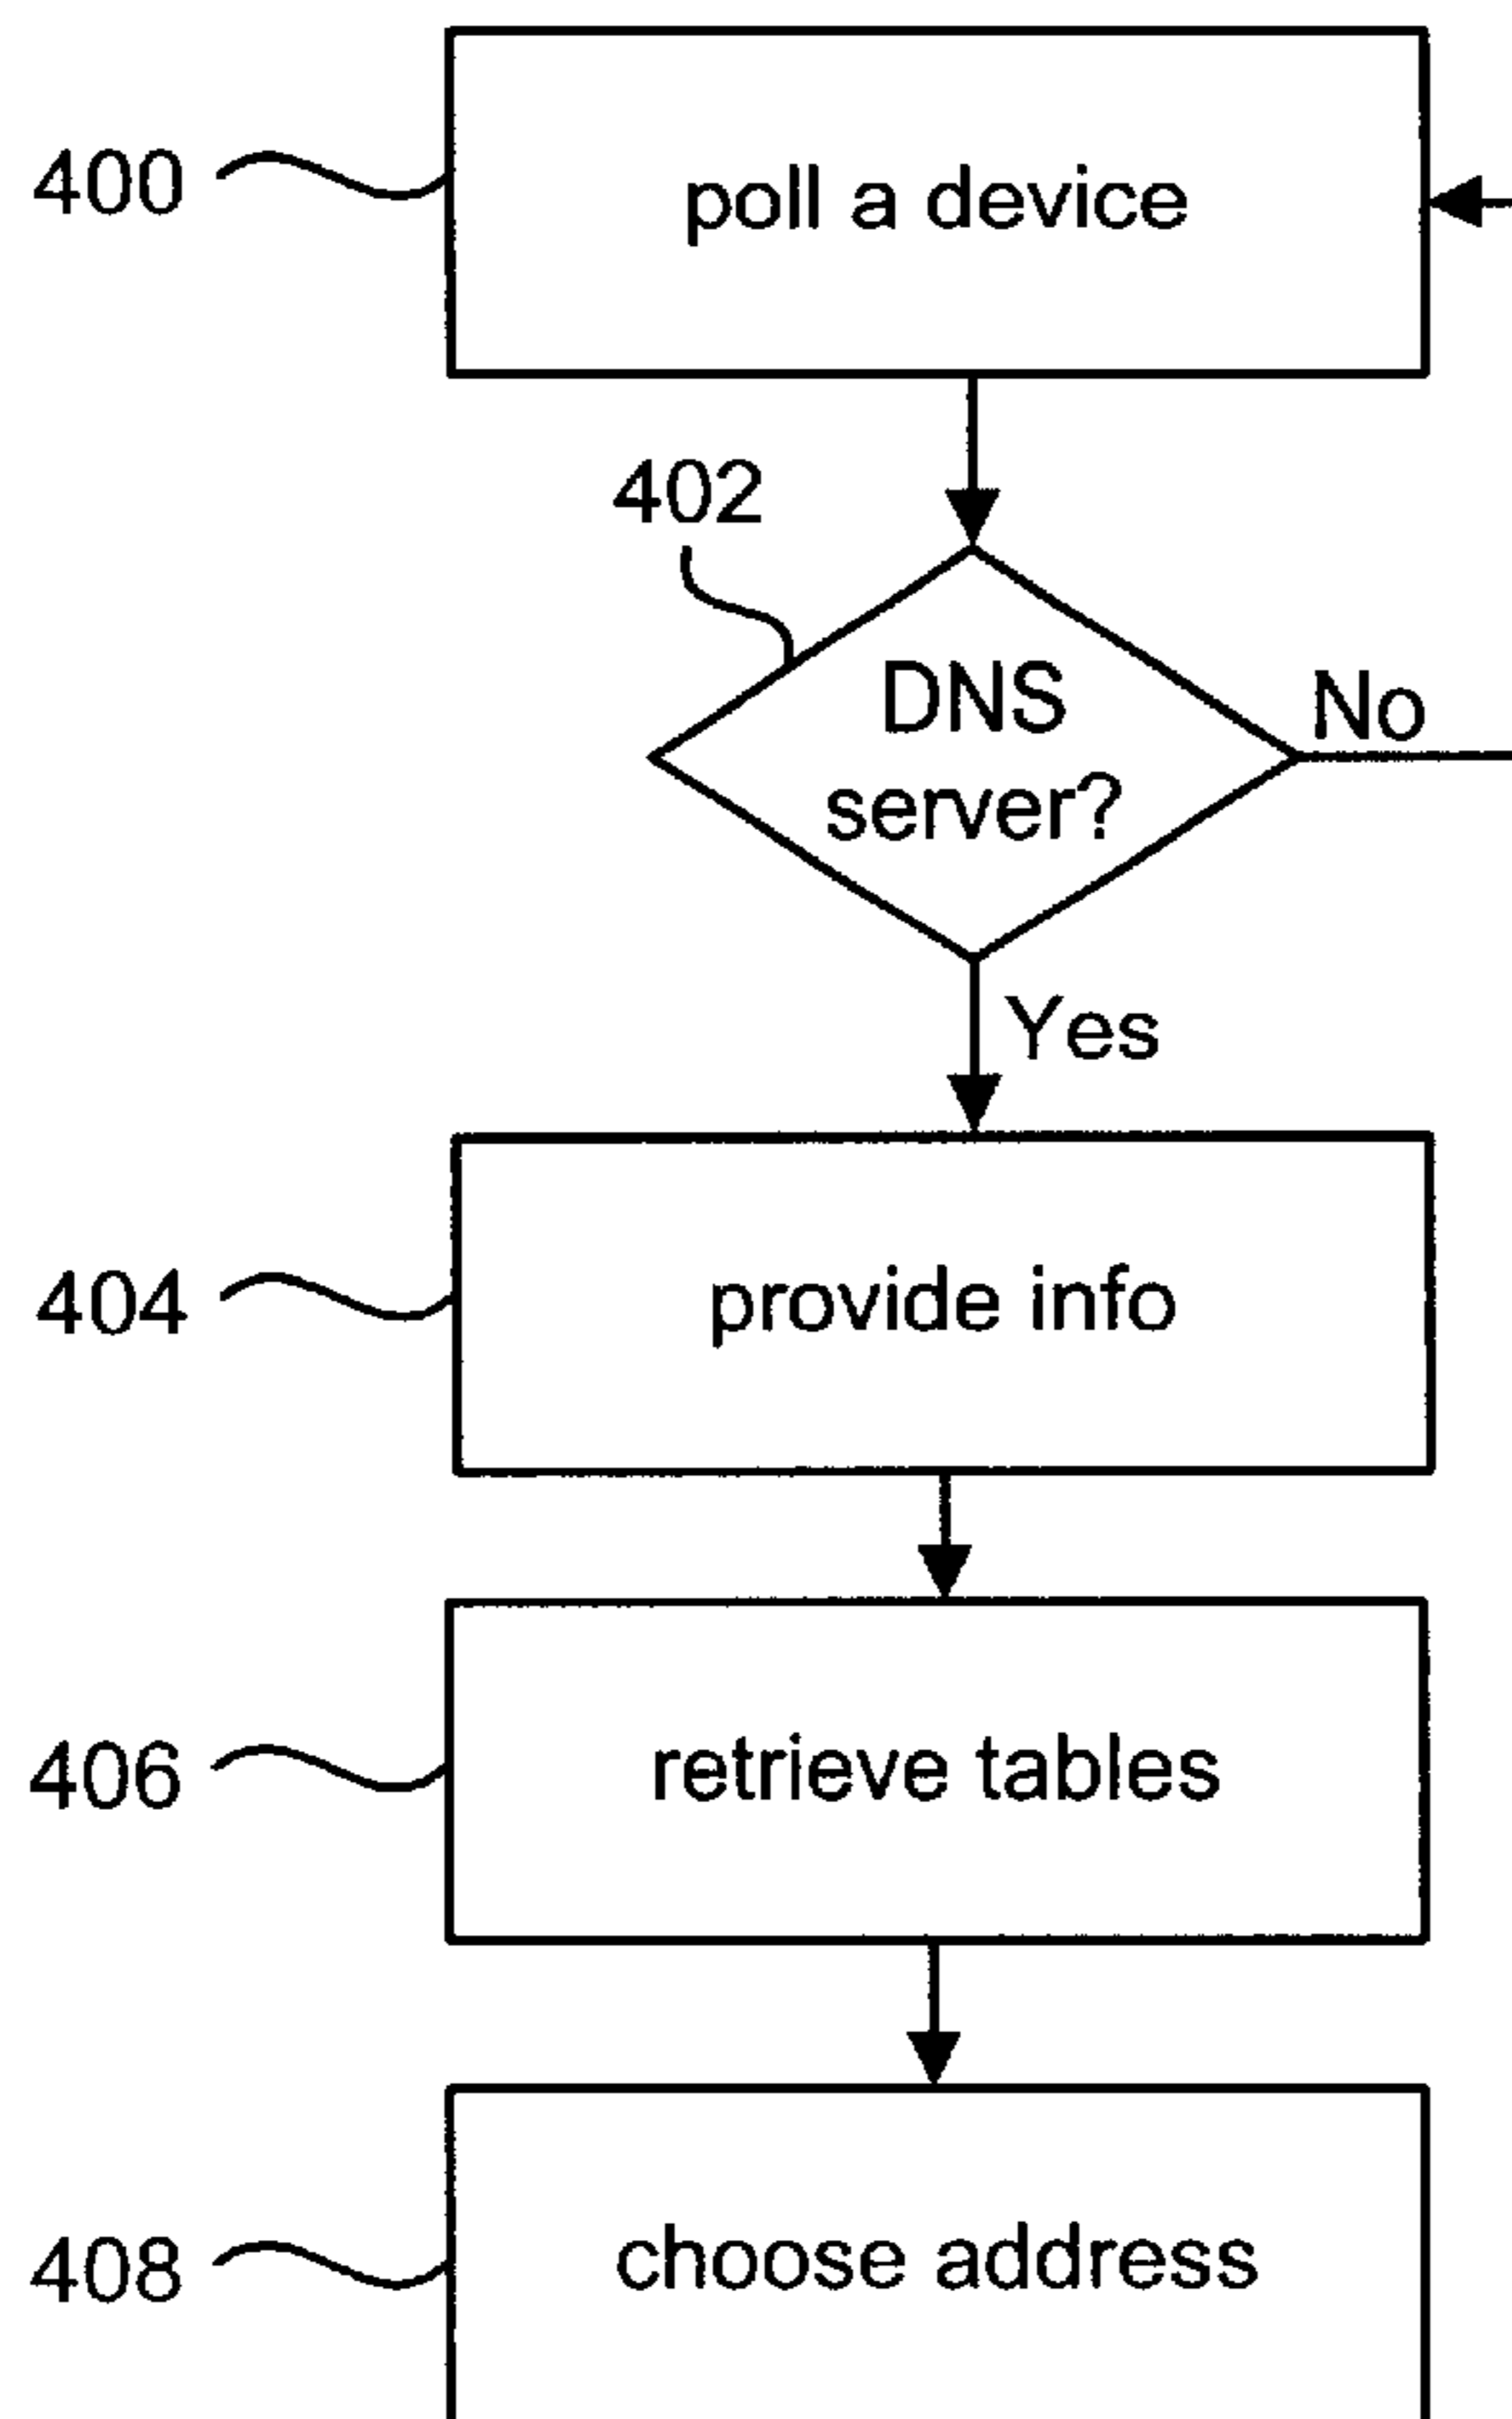 400
poll a device
402
DNS
server?
No
Yes
404
provide info
406
retrieve tables
408
choose address